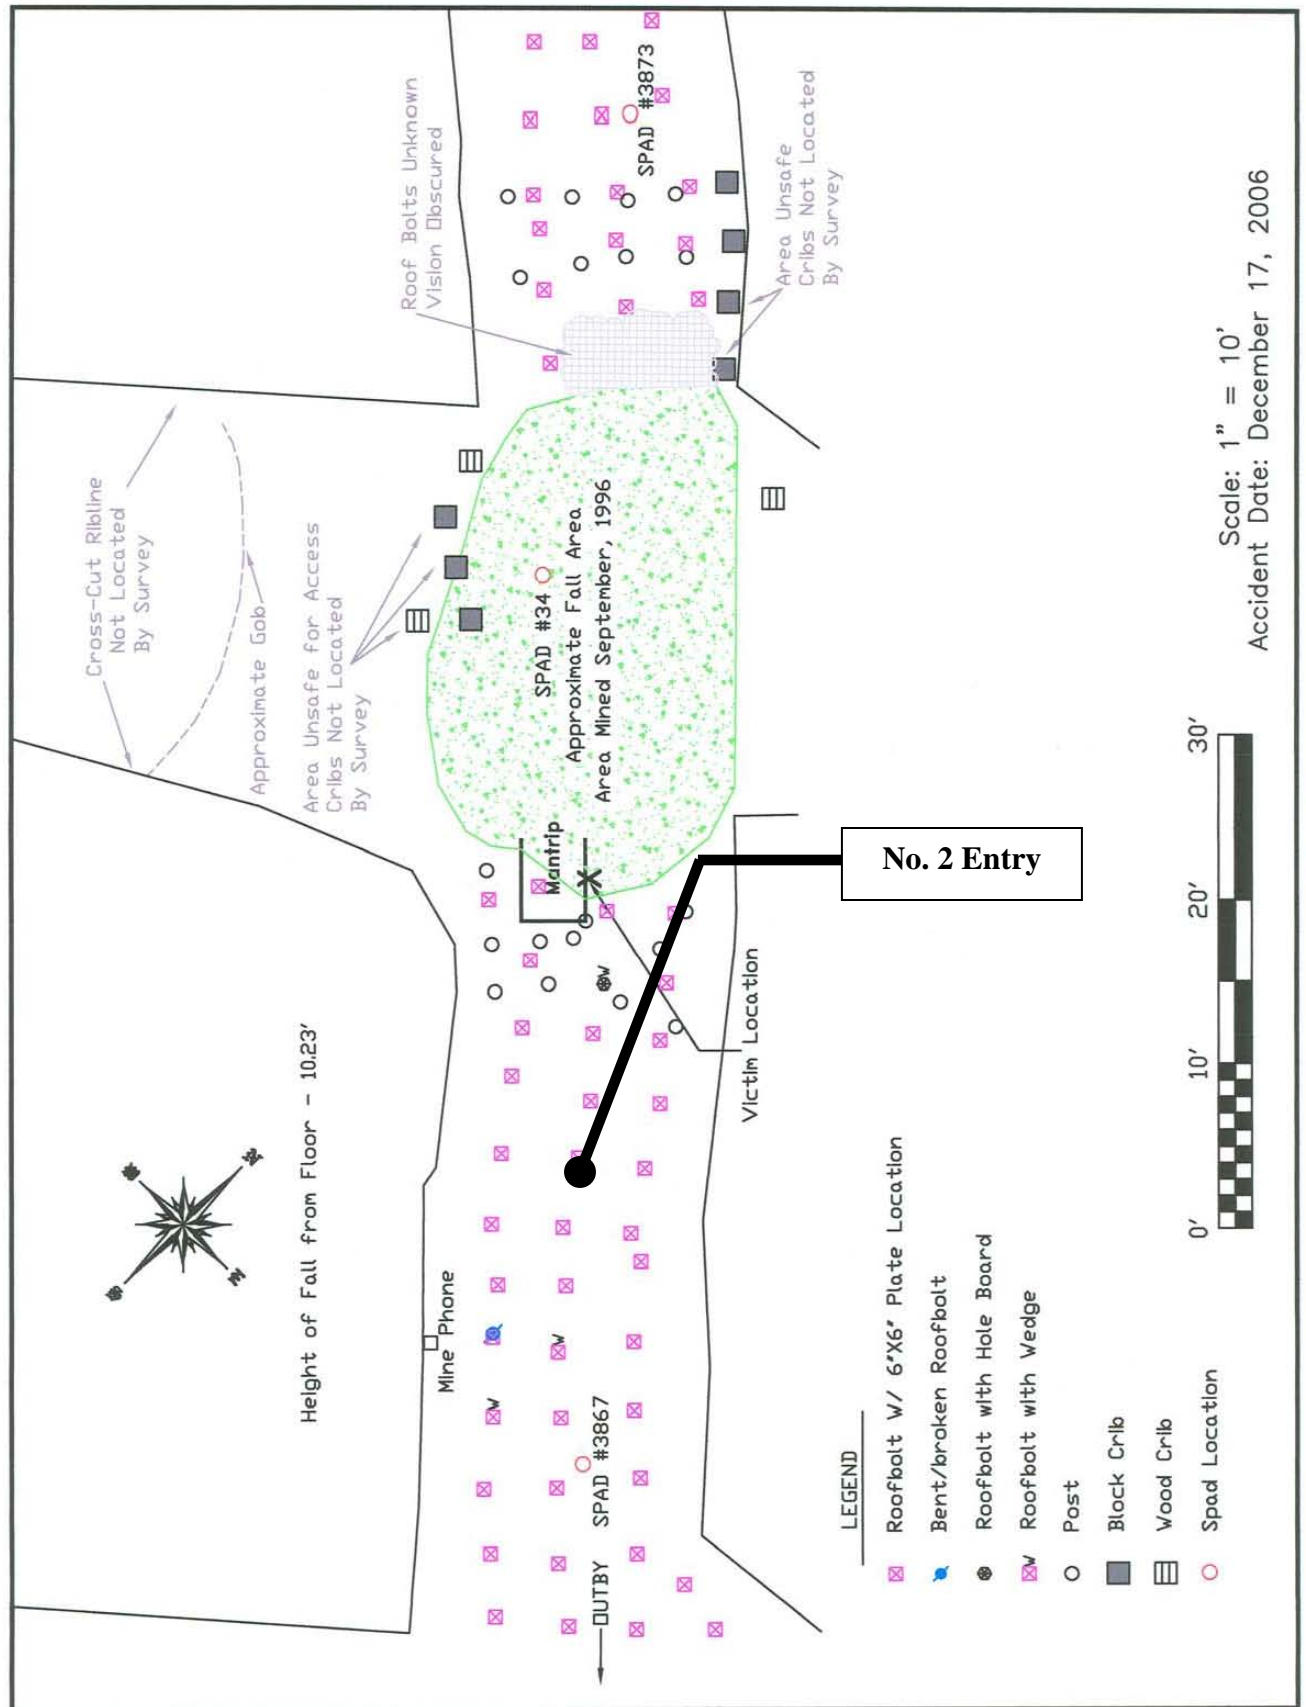 Cross-Cut Ribline
Not Located
By Survey
Approximate Gob
Area Unsafe for Access
Cribs Not Located
By Survey
Roof Bolts Unknown
Vision Obscured
SPAD #3873
Area Unsafe
Cribs Not Located
By Survey
SPAD #34
Approximate Fall Area
Area Mined September, 1996
Mantrip
No. 2 Entry
Victim Location
W
Height of Fall from Floor - 10.23'
Mine Phone
W
W
SPAD #3867
OUTBY
LEGEND
Roofbolt W/ 6"X6" Plate Location
Bent/broken Roofbolt
Roofbolt with Hole Board
W
Roofbolt with Wedge
Post
Block Crib
Wood Crib
Spad Location
0'
10'
20'
30'
Scale: 1" = 10'
Accident Date: December 17, 2006